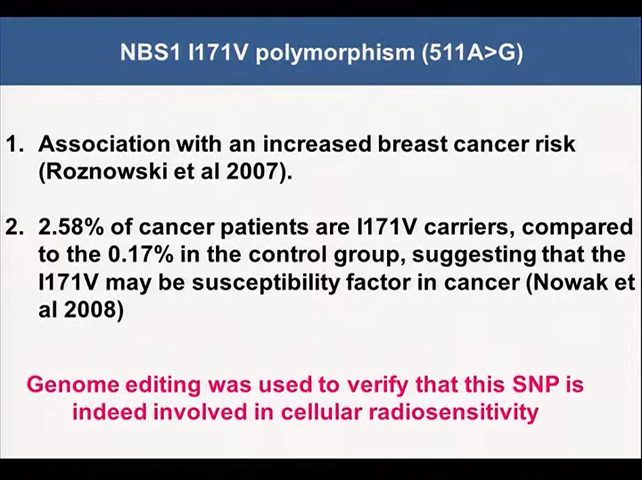 NBS1 I171V polymorphism (511A>G)
1. Association with an increased breast cancer risk
(Roznowski et al 2007).
2. 2.58% of cancer patients are I171V carriers, compared
to the 0.17% in the control group, suggesting that the
I171V may be susceptibility factor in cancer (Nowak et
al 2008)
Genome editing was used to verify that this SNP is
indeed involved in cellular radiosensitivity